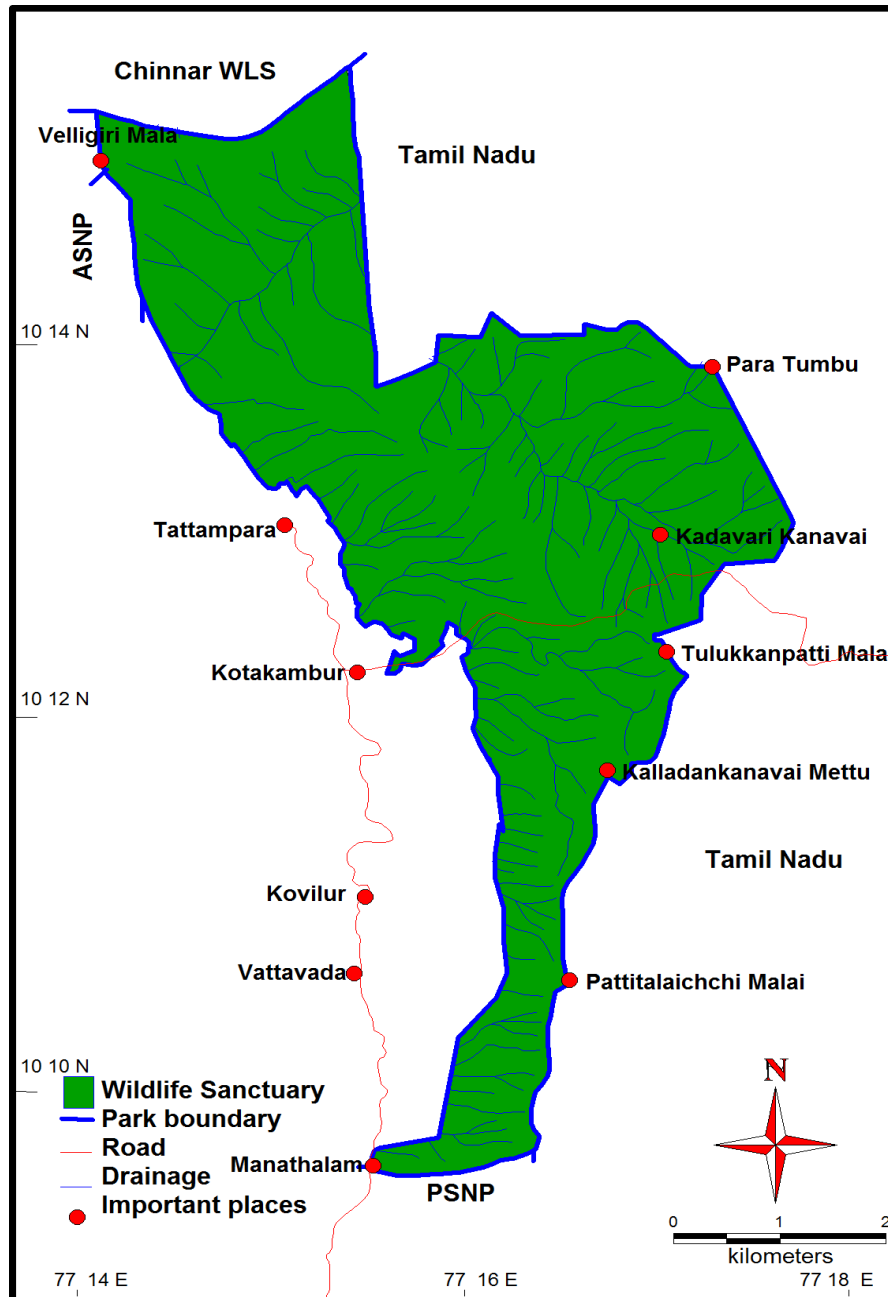 Chinnar WLS
Velligiri Mala
Tamil Nadu
ASNP
10 14 N
Para Tumbu
Tattampara
Kadavari Kanavai
Kotakambur
Tulukkanpatti Mala
10 12 N
Kalladankanavai Mettu
Tamil Nadu
Kovilur
Vattavada
Pattitalaichchi Malai
10 10 N
N
Wildlife Sanctuary
Park boundary
Road
Drainage
Important places
Manathalam
PSNP
0 1 2
kilometers
77 14 E 77 16 E 77 18 E